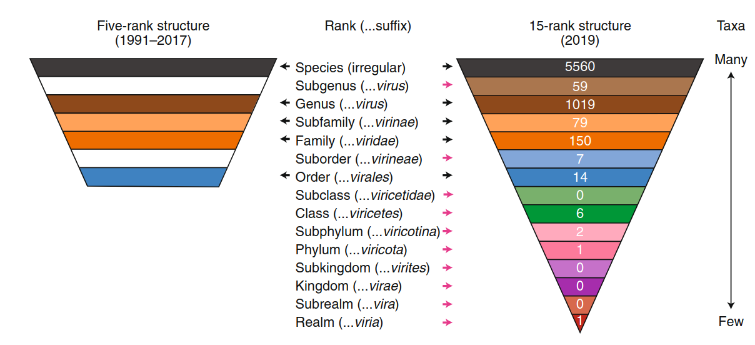 Five-rank structure
(1991–2017)
Rank (...suffix)
15-rank structure
(2019)
Taxa
Many
Species (irregular) 5560
Subgenus (...virus) 59
Genus (...virus) 1019
Subfamily (...virinae) 79
Family (...viridae) 150
Suborder (...virineae) 7
Order (...virales) 14
Subclass (...viricetidae) 0
Class (...viricetes) 6
Subphylum (...viricotina) 2
Phylum (...viricota) 1
Subkingdom (...virites) 0
Kingdom (...virae) 0
Subrealm (...vira) 0
Realm (...viria) 1
Few